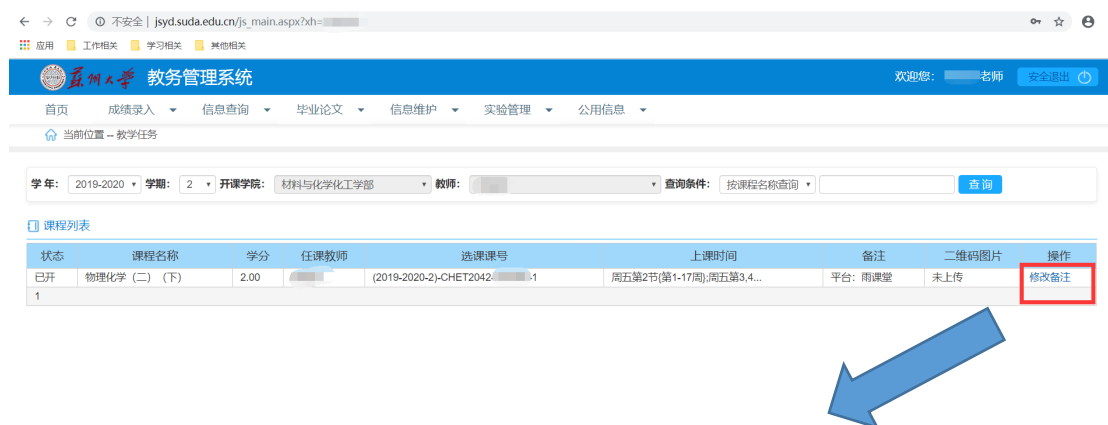 不安全 | jsyd.suda.edu.cn/js_main.aspx?xh=
应用 工作相关 学习相关 其他相关
苏州大学 教务管理系统 欢迎您： 老师 安全退出
首页 成绩录入 信息查询 毕业论文 信息维护 实验管理 公用信息
当前位置 -- 教学任务
学 年： 2019-2020 学期： 2 开课学院： 材料与化学化工学部 教师： 查询条件： 按课程名称查询 查 询
课程列表
状态 课程名称 学分 任课教师 选课课号 上课时间 备注 二维码图片 操作
已开 物理化学（二）（下） 2.00 (2019-2020-2)-CHET2042- -1 周五第2节{第1-17周};周五第3,4... 平台：雨课堂 未上传 修改备注
1